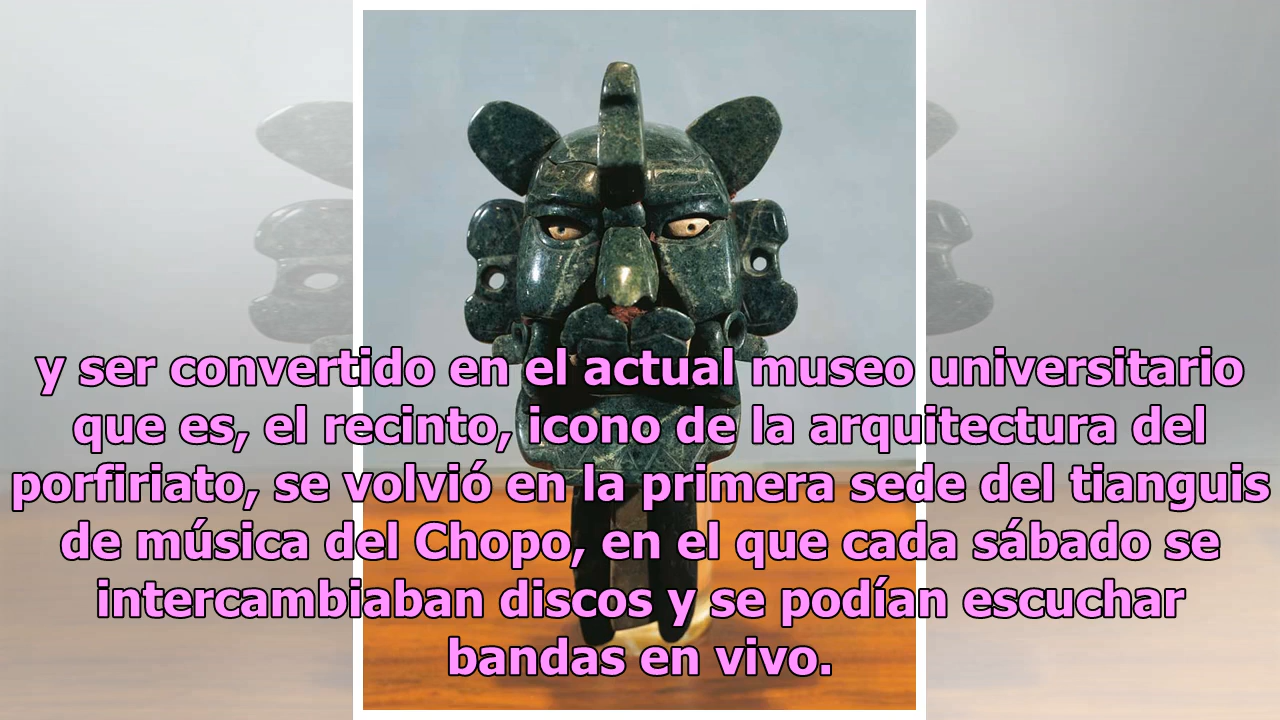 y ser convertido en el actual museo universitario
que es, el recinto, icono de la arquitectura del
porfiriato, se volvió en la primera sede del tianguis
de música del Chopo, en el que cada sábado se
intercambiaban discos y se podían escuchar
bandas en vivo.